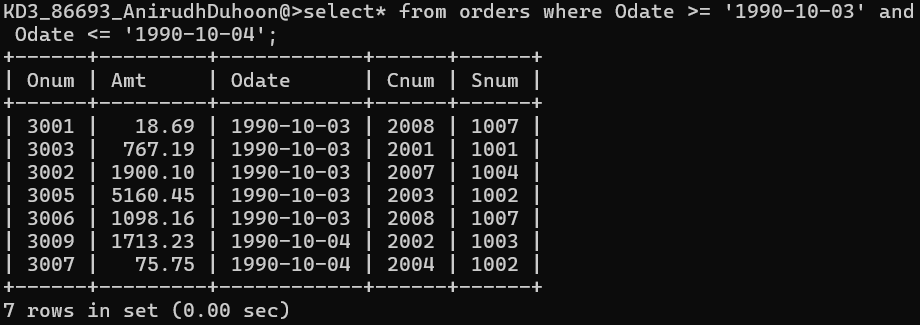 KD3_86693_AnirudhDuhoon@>select* from orders where Odate >= '1990-10-03' and
 Odate <= '1990-10-04';
+------+---------+------------+------+------+
| Onum | Amt     | Odate      | Cnum | Snum |
+------+---------+------------+------+------+
| 3001 |   18.69 | 1990-10-03 | 2008 | 1007 |
| 3003 |  767.19 | 1990-10-03 | 2001 | 1001 |
| 3002 | 1900.10 | 1990-10-03 | 2007 | 1004 |
| 3005 | 5160.45 | 1990-10-03 | 2003 | 1002 |
| 3006 | 1098.16 | 1990-10-03 | 2008 | 1007 |
| 3009 | 1713.23 | 1990-10-04 | 2002 | 1003 |
| 3007 |   75.75 | 1990-10-04 | 2004 | 1002 |
+------+---------+------------+------+------+
7 rows in set (0.00 sec)